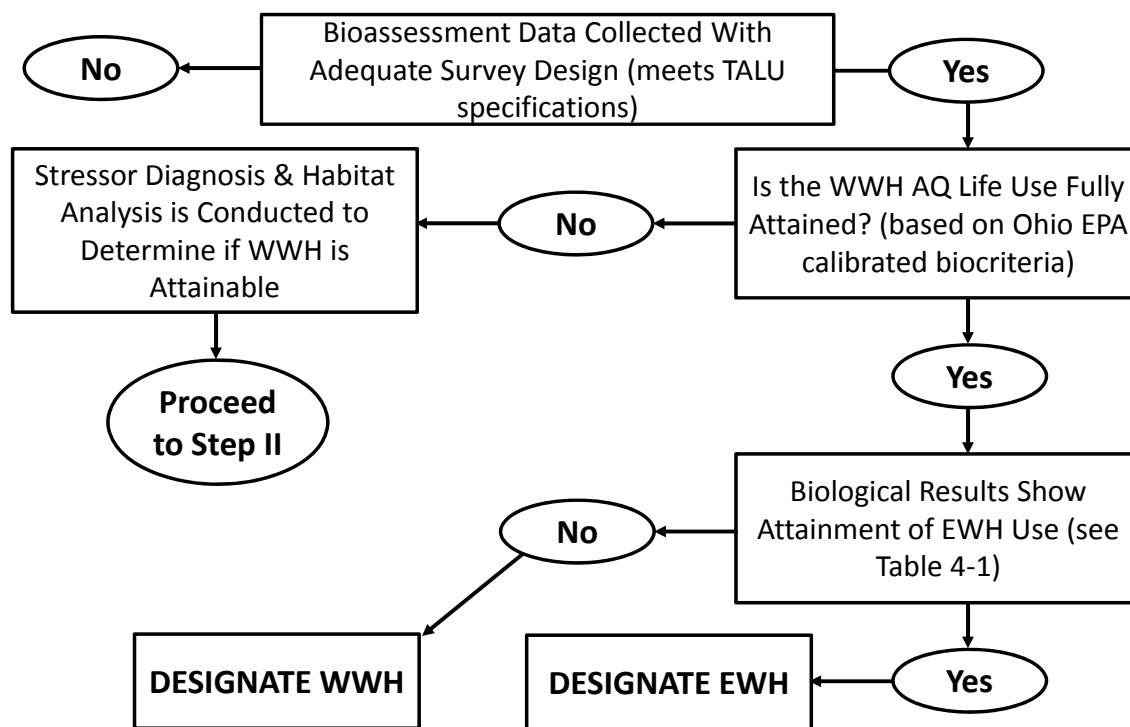 Bioassessment Data Collected With
Adequate Survey Design (meets TALU
specifications)
No
Yes
Stressor Diagnosis & Habitat
Analysis is Conducted to
Determine if WWH is
Attainable
No
Is the WWH AQ Life Use Fully
Attained? (based on Ohio EPA
calibrated biocriteria)
Proceed
to Step II
Yes
Biological Results Show
Attainment of EWH Use (see
Table 4-1)
No
DESIGNATE WWH
DESIGNATE EWH
Yes